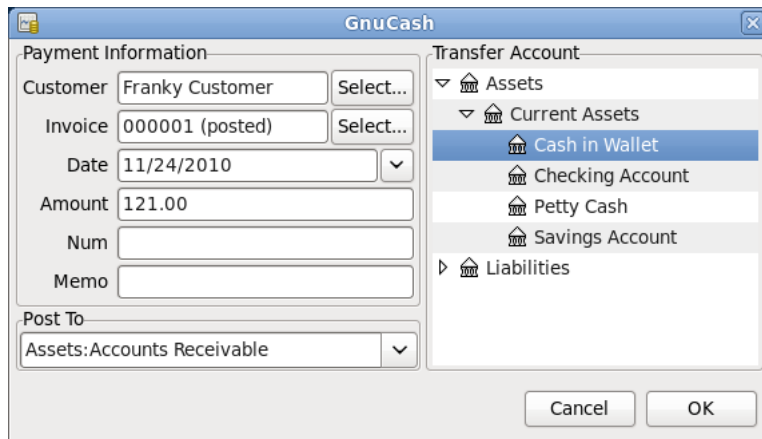 GnuCash
Payment Information
Customer Franky Customer Select...
Invoice 000001 (posted) Select...
Date 11/24/2010
Amount 121.00
Num
Memo
Post To
Assets:Accounts Receivable
Transfer Account
Assets
Current Assets
Cash in Wallet
Checking Account
Petty Cash
Savings Account
Liabilities
Cancel OK